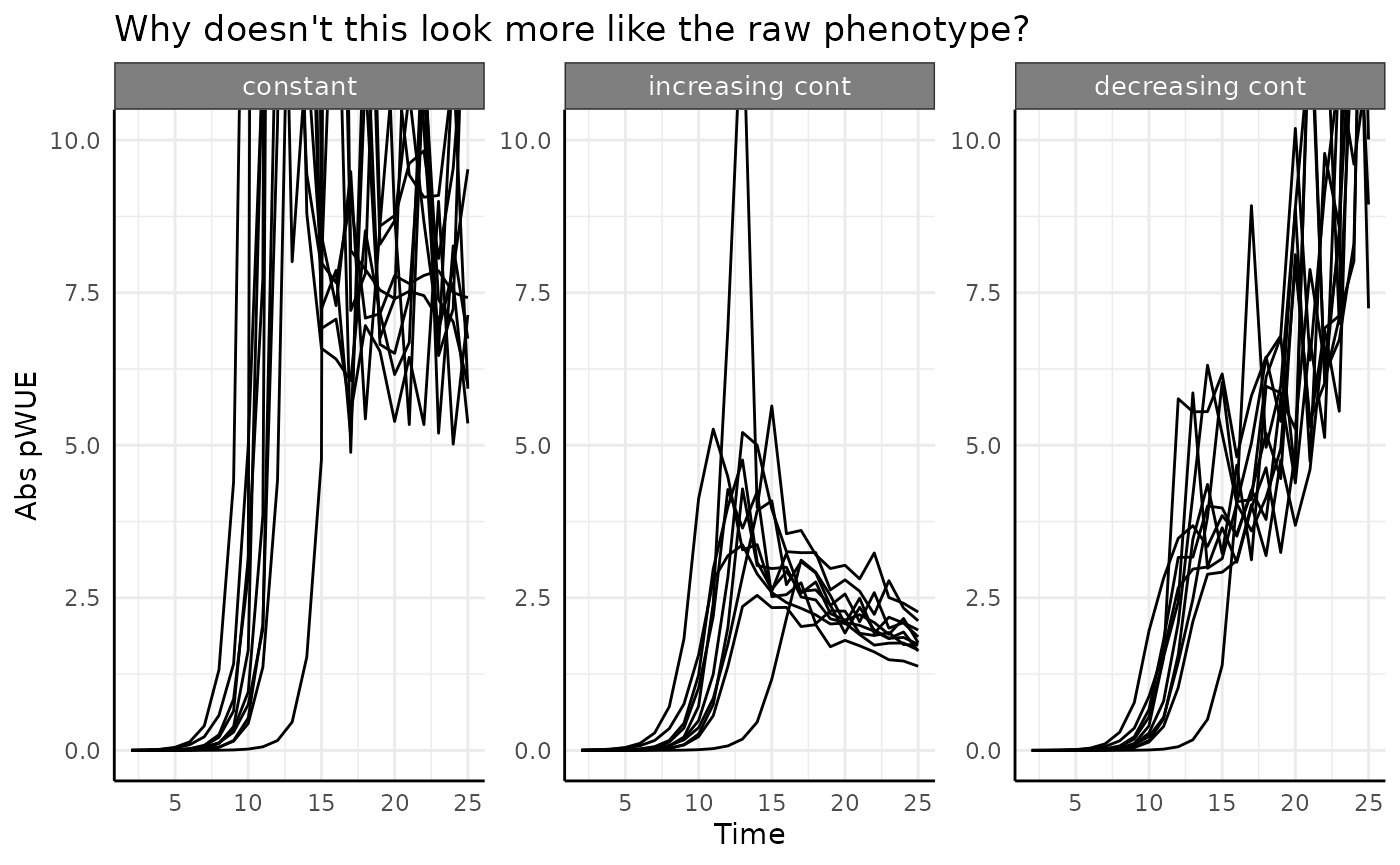 Why doesn't this look more like the raw phenotype?
constant increasing cont decreasing cont
10.0 10.0 10.0
7.5 7.5 7.5
Abs pWUE
5.0 5.0 5.0
2.5 2.5 2.5
0.0 0.0 0.0
5 10 15 20 25 5 10 15 20 25 5 10 15 20 25
Time